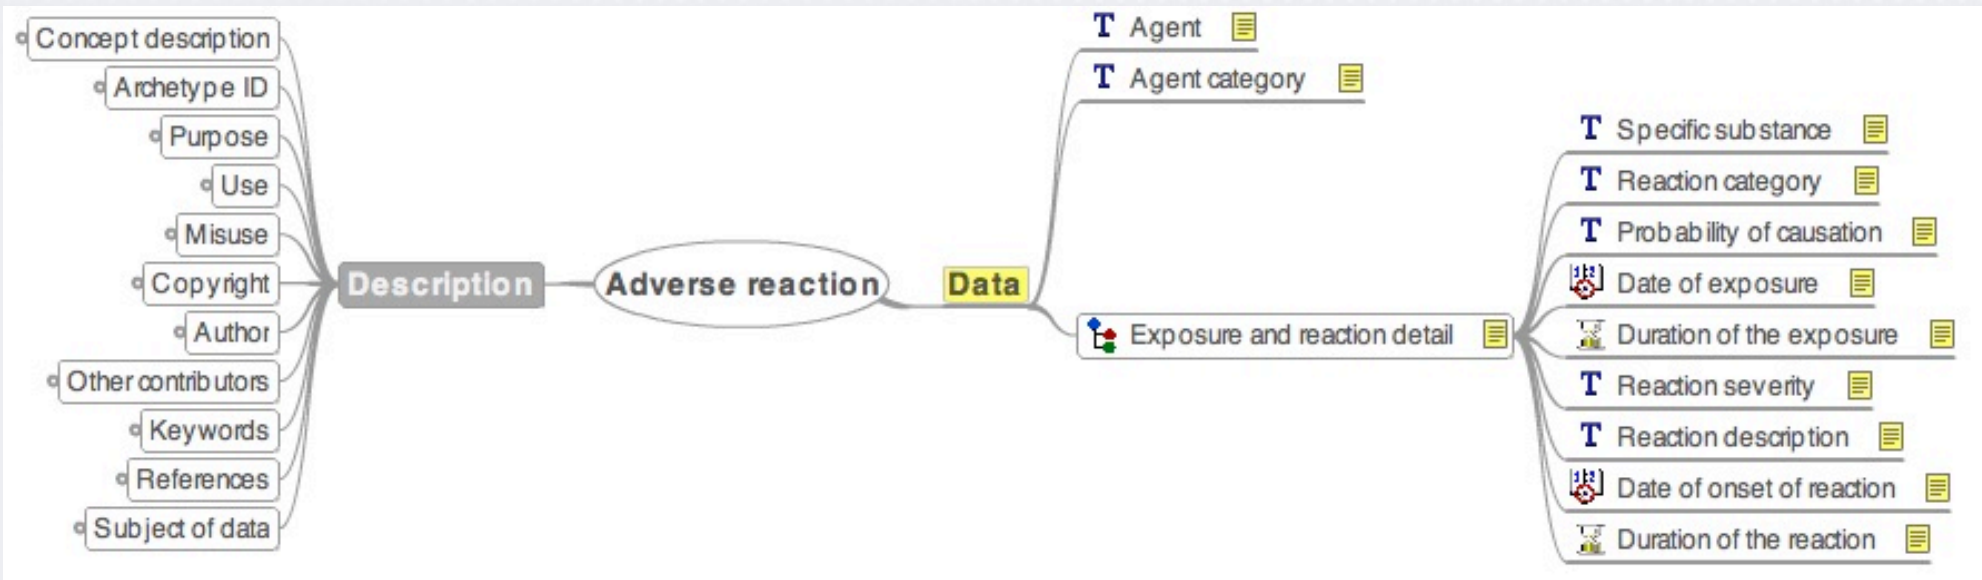 Concept description
Archetype ID
Purpose
Use
Misuse
Copyright
Author
Other contributors
Keywords
References
Subject of data
Description
Adverse reaction
Data
T Agent
T Agent category
Exposure and reaction detail
T Specific substance
T Reaction category
T Probability of causation
Date of exposure
Duration of the exposure
T Reaction severity
T Reaction description
Date of onset of reaction
Duration of the reaction